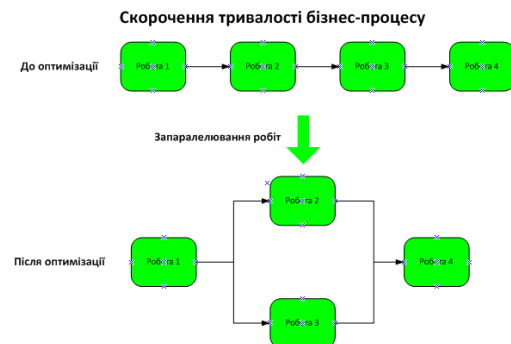 Скорочення тривалості бізнес-процесу
До оптимізації
Робота 1
Робота 2
Робота 3
Робота 4
Запаралелювання робіт
Робота 2
Після оптимізації
Робота 1
Робота 4
Робота 3